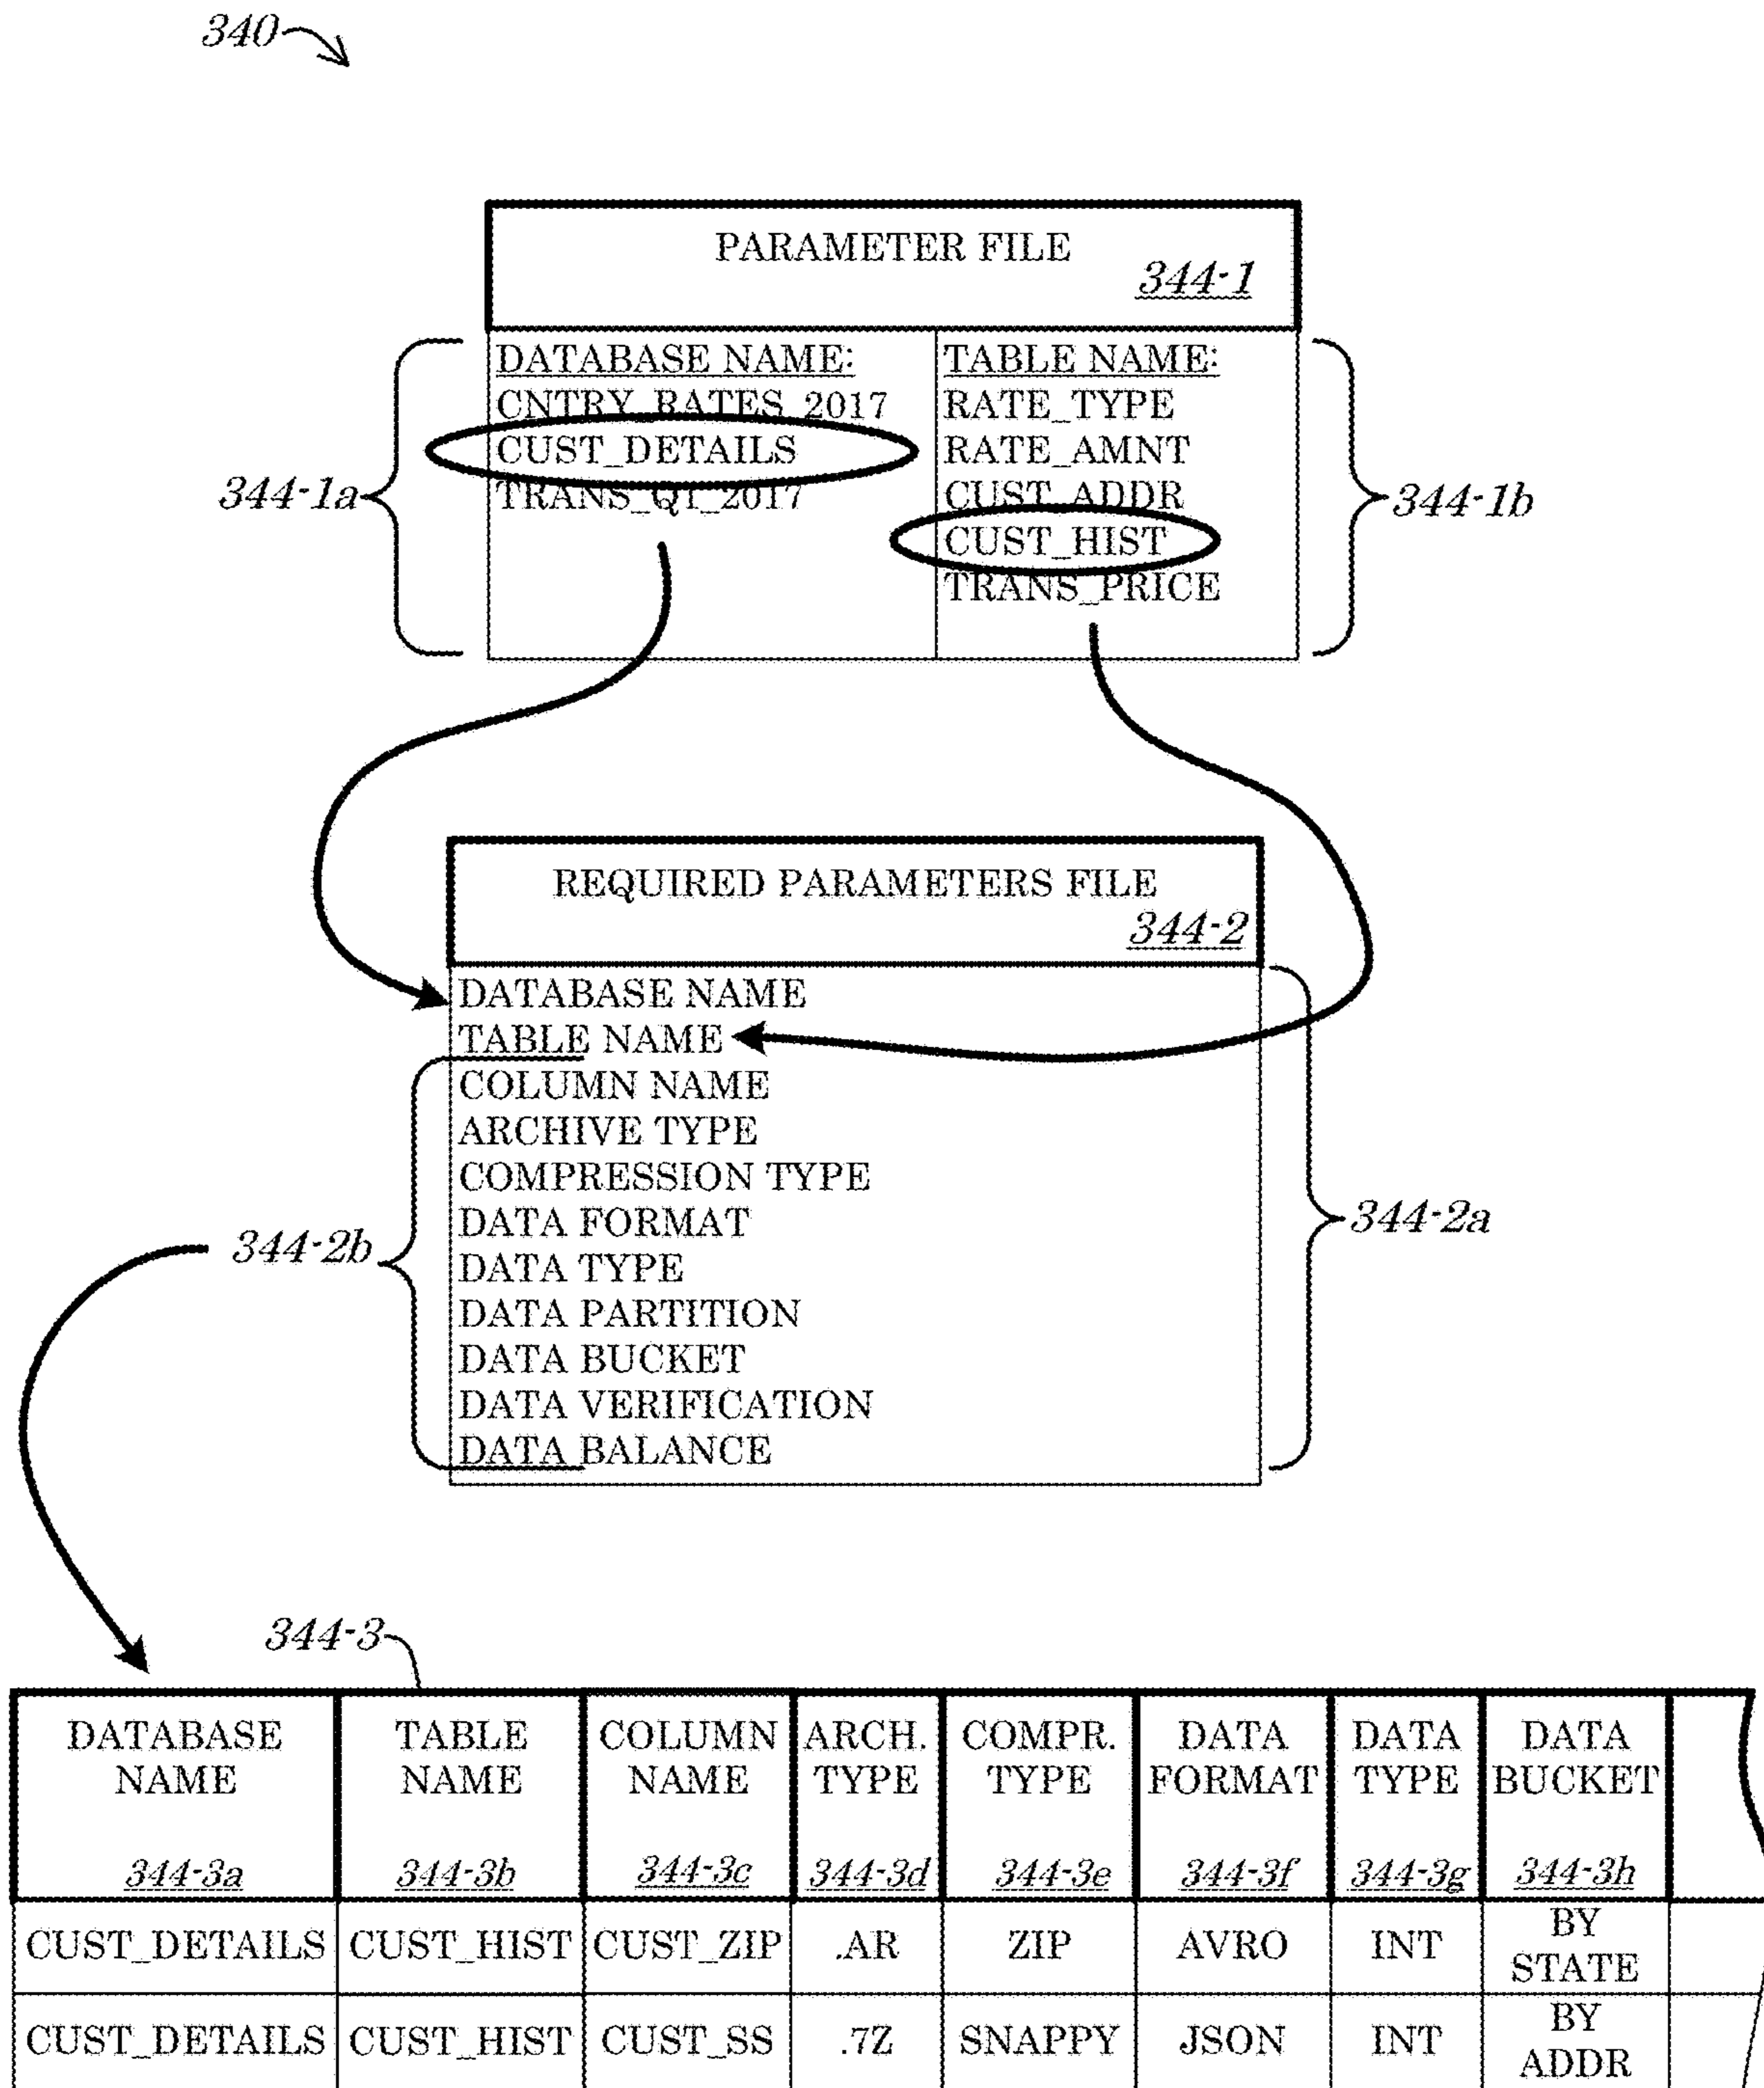 340
PARAMETER FILE
344-1
DATABASE NAME:
CNTRY_RATES_2017
CUST_DETAILS
TRANS_Q1_2017
TABLE NAME:
RATE_TYPE
RATE_AMNT
CUST_ADDR
CUST_HIST
TRANS_PRICE
344-1a
344-1b
REQUIRED PARAMETERS FILE
344-2
DATABASE NAME
TABLE NAME
COLUMN NAME
ARCHIVE TYPE
COMPRESSION TYPE
DATA FORMAT
DATA TYPE
DATA PARTITION
DATA BUCKET
DATA VERIFICATION
DATA BALANCE
344-2b
344-2a
344-3
DATABASE
NAME
344-3a
TABLE
NAME
344-3b
COLUMN
NAME
344-3c
ARCH.
TYPE
344-3d
COMPR.
TYPE
344-3e
DATA
FORMAT
344-3f
DATA
TYPE
344-3g
DATA
BUCKET
344-3h
CUST_DETAILS
CUST_HIST
CUST_ZIP
.AR
ZIP
AVRO
INT
BY
STATE
CUST_DETAILS
CUST_HIST
CUST_SS
.7Z
SNAPPY
JSON
INT
BY
ADDR